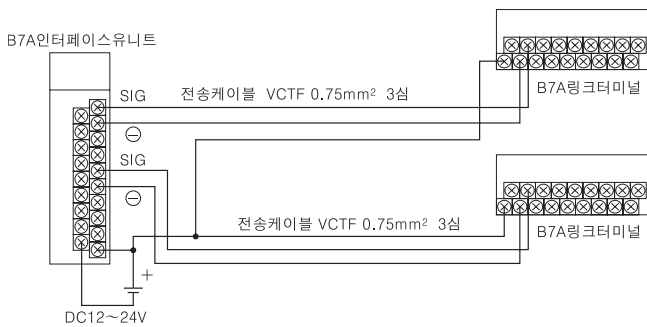 B7A인터페이스유니트
SIG
전송케이블 VCTF 0.75mm² 3심
⊖
SIG
⊖
B7A링크터미널
전송케이블 VCTF 0.75mm² 3심
B7A링크터미널
+
DC12～24V